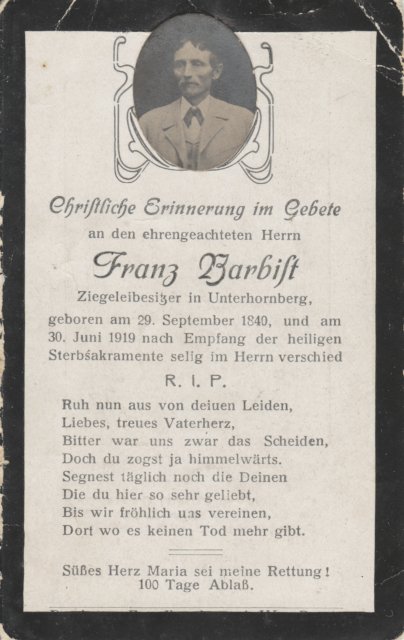 Christliche Erinnerung im Gebete
an den ehrengeachteten Herrn
Franz Barbist
Ziegeleibesitzer in Unterhornberg,
geboren am 29. September 1840, und am
30. Juni 1919 nach Empfang der heiligen
Sterbsakramente selig im Herrn verschied
R. I. P.
Ruh nun aus von deiuen Leiden,
Liebes, treues Vaterherz,
Bitter war uns zwar das Scheiden,
Doch du zogst ja himmelwärts.
Segnest täglich noch die Deinen
Die du hier so sehr geliebt,
Bis wir fröhlich uns vereinen,
Dort wo es keinen Tod mehr gibt.
Süßes Herz Maria sei meine Rettung!
100 Tage Ablaß.